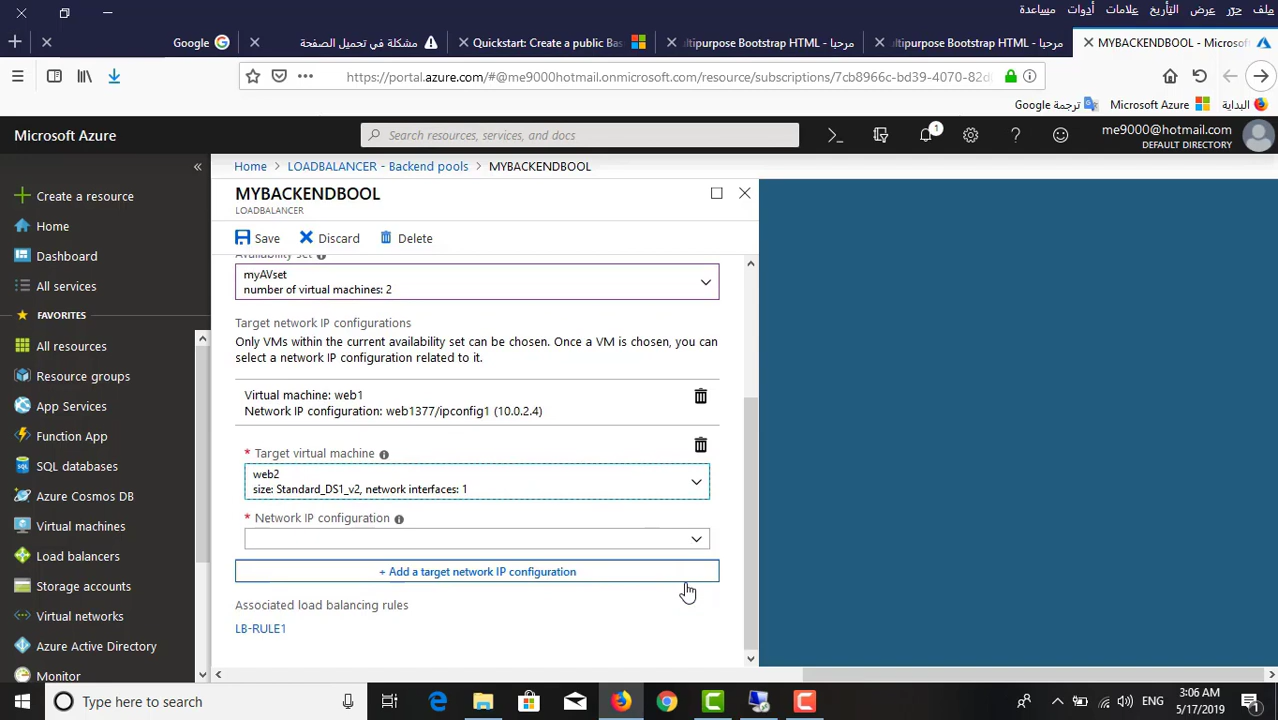 ملف حرّر عرض التأريخ علامات أدوات مساعدة
Google
مشكلة في تحميل الصفحة
Quickstart: Create a public Bas
ultipurpose Bootstrap HTML - مرحبا
ultipurpose Bootstrap HTML - مرحبا
MYBACKENDBOOL - Microsoft
https://portal.azure.com/#@me9000hotmail.onmicrosoft.com/resource/subscriptions/7cb8966c-bd39-4070-82d
البداية Microsoft Azure ترجمة Google
Microsoft Azure
Search resources, services, and docs
1
me9000@hotmail.com
DEFAULT DIRECTORY
Create a resource
Home
Dashboard
All services
FAVORITES
All resources
Resource groups
App Services
Function App
SQL databases
Azure Cosmos DB
Virtual machines
Load balancers
Storage accounts
Virtual networks
Azure Active Directory
Monitor
Home > LOADBALANCER - Backend pools > MYBACKENDBOOL
MYBACKENDBOOL
LOADBALANCER
Save Discard Delete
Availability set
myAVset
number of virtual machines: 2
Target network IP configurations
Only VMs within the current availability set can be chosen. Once a VM is chosen, you can
select a network IP configuration related to it.
Virtual machine: web1
Network IP configuration: web1377/ipconfig1 (10.0.2.4)
* Target virtual machine
web2
size: Standard_DS1_v2, network interfaces: 1
* Network IP configuration
+ Add a target network IP configuration
Associated load balancing rules
LB-RULE1
Type here to search
ENG
3:06 AM
5/17/2019